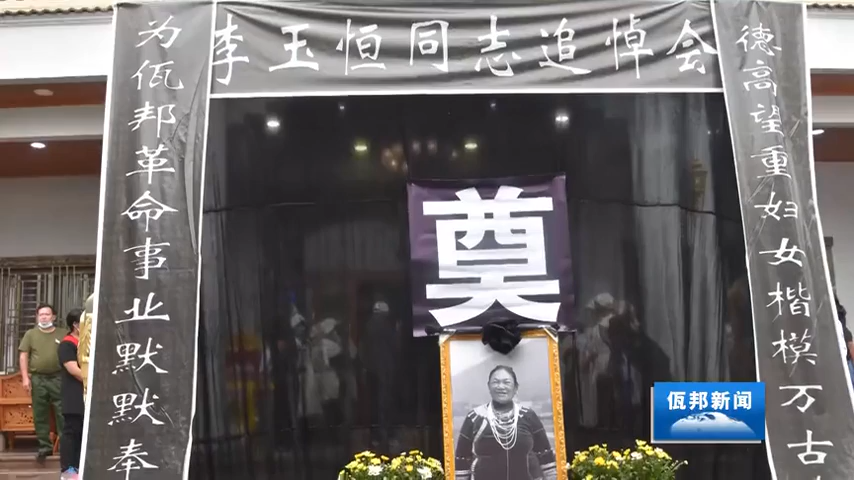 李玉恒同志追悼会
为佤邦革命事业默默奉
德高望重妇女楷模万古
奠
佤邦新闻